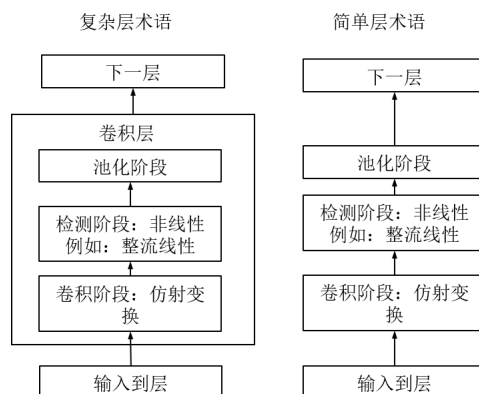 复杂层术语
下一层
卷积层
池化阶段
检测阶段：非线性
例如：整流线性
卷积阶段：仿射变
换
输入到层
简单层术语
下一层
池化阶段
检测阶段：非线性
例如：整流线性
卷积阶段：仿射变
换
输入到层